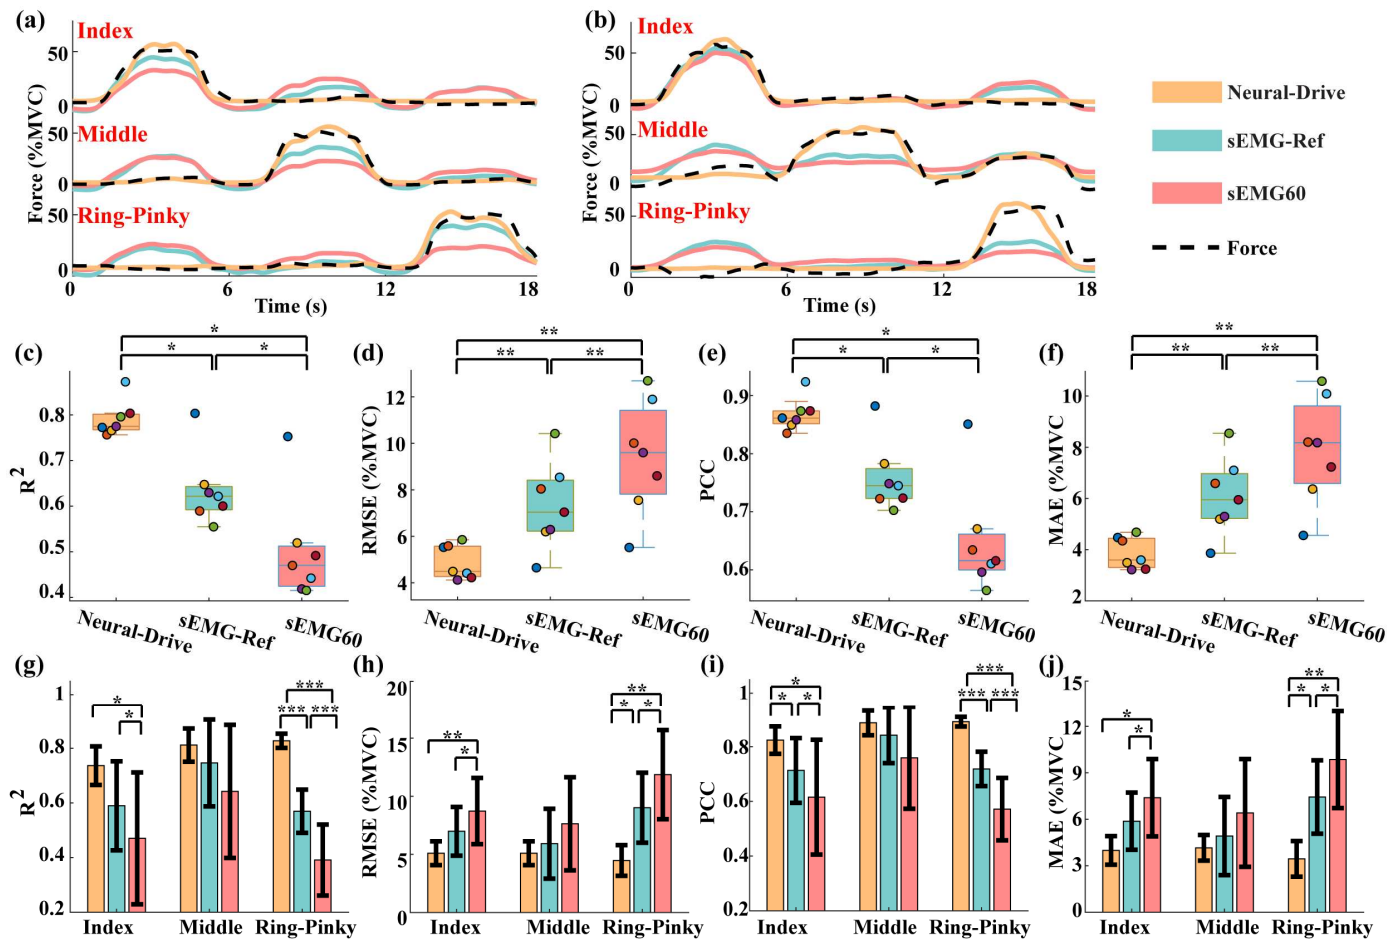 (a)
Index
50
0
Middle
50
0
Ring-Pinky
50
0
Force (%MVC)
0 6 12 18
Time (s)
(b)
Index
50
0
Middle
50
0
Ring-Pinky
50
0
Force (%MVC)
0 6 12 18
Time (s)
Neural-Drive
sEMG-Ref
sEMG60
Force
(c)
*
* *
0.8
0.6
0.5
0.4
R2
Neural-Drive sEMG-Ref sEMG60
(d)
**
** **
12
10
8
6
4
RMSE (%MVC)
Neural-Drive sEMG-Ref sEMG60
(e)
*
* *
0.9
0.8
0.7
0.6
PCC
Neural-Drive sEMG-Ref sEMG60
(f)
**
** **
10
8
6
4
2
MAE (%MVC)
Neural-Drive sEMG-Ref sEMG60
(g)
*
*
***
*** ***
1
0.8
0.6
0.4
0.2
R2
Index Middle Ring-Pinky
(h)
**
*
**
* *
20
15
10
5
0
RMSE (%MVC)
Index Middle Ring-Pinky
(i)
*
* *
***
*** ***
1
0.8
0.6
0.4
0.2
PCC
Index Middle Ring-Pinky
(j)
*
*
**
* *
15
12
9
6
3
0
MAE (%MVC)
Index Middle Ring-Pinky